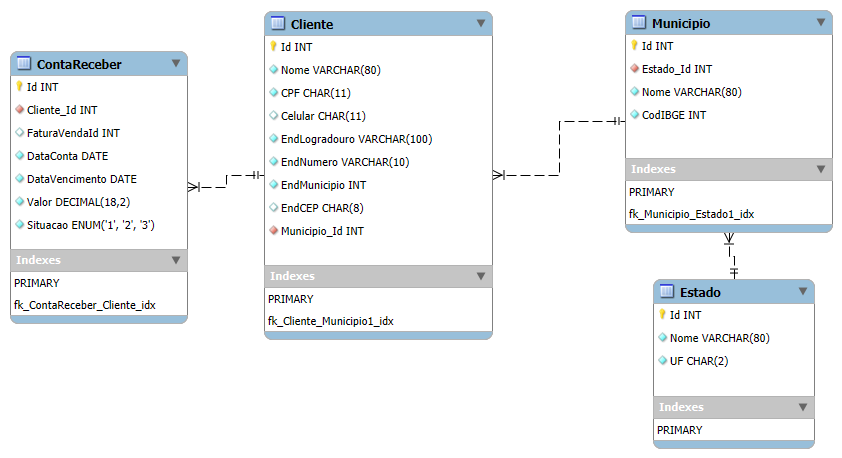 ContaReceber
Id INT
Cliente_Id INT
FaturaVendaId INT
DataConta DATE
DataVencimento DATE
Valor DECIMAL(18,2)
Situacao ENUM('1', '2', '3')
Indexes
PRIMARY
fk_ContaReceber_Cliente_idx
Cliente
Id INT
Nome VARCHAR(80)
CPF CHAR(11)
Celular CHAR(11)
EndLogradouro VARCHAR(100)
EndNumero VARCHAR(10)
EndMunicipio INT
EndCEP CHAR(8)
Municipio_Id INT
Indexes
PRIMARY
fk_Cliente_Municipio1_idx
Municipio
Id INT
Estado_Id INT
Nome VARCHAR(80)
CodIBGE INT
Indexes
PRIMARY
fk_Municipio_Estado1_idx
Estado
Id INT
Nome VARCHAR(80)
UF CHAR(2)
Indexes
PRIMARY